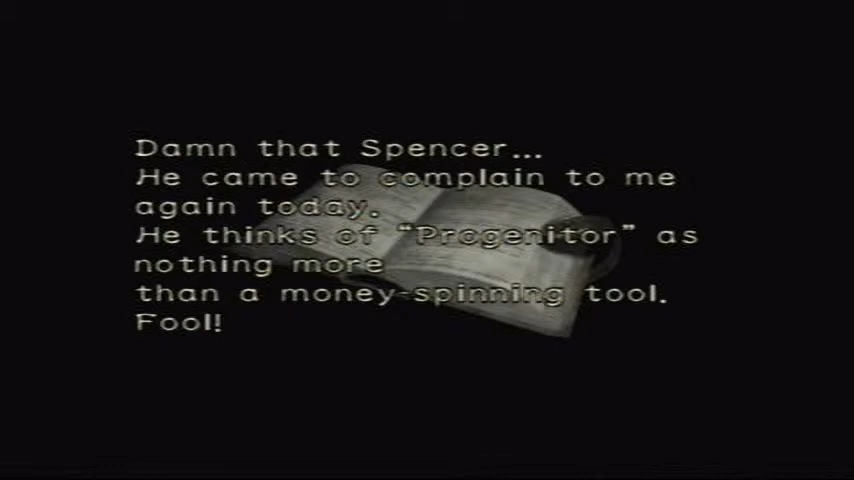 Damn that Spencer...
He came to complain to me
again today.
He thinks of “Progenitor” as
nothing more
than a money-spinning tool.
Fool!